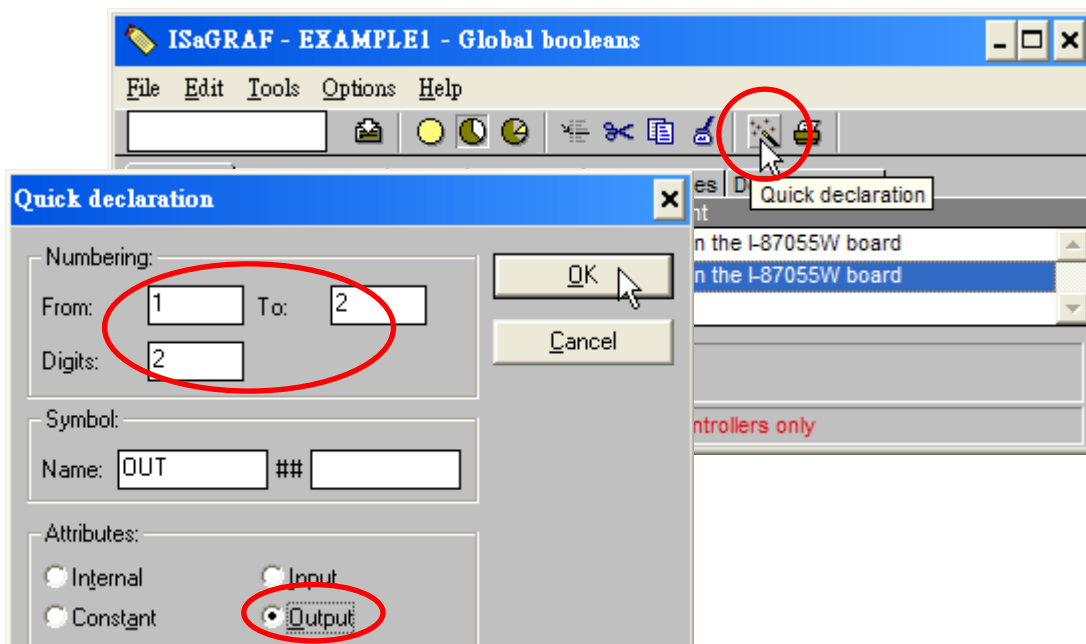 ISaGRAF - EXAMPLE1 - Global booleans
File Edit Tools Options Help
Quick declaration
n the I-87055W board
n the I-87055W board
ntrollers only
Quick declaration
Numbering:
From: 1 To: 2
Digits: 2
OK
Cancel
Symbol:
Name: OUT ##
Attributes:
Internal Input
Constant Output